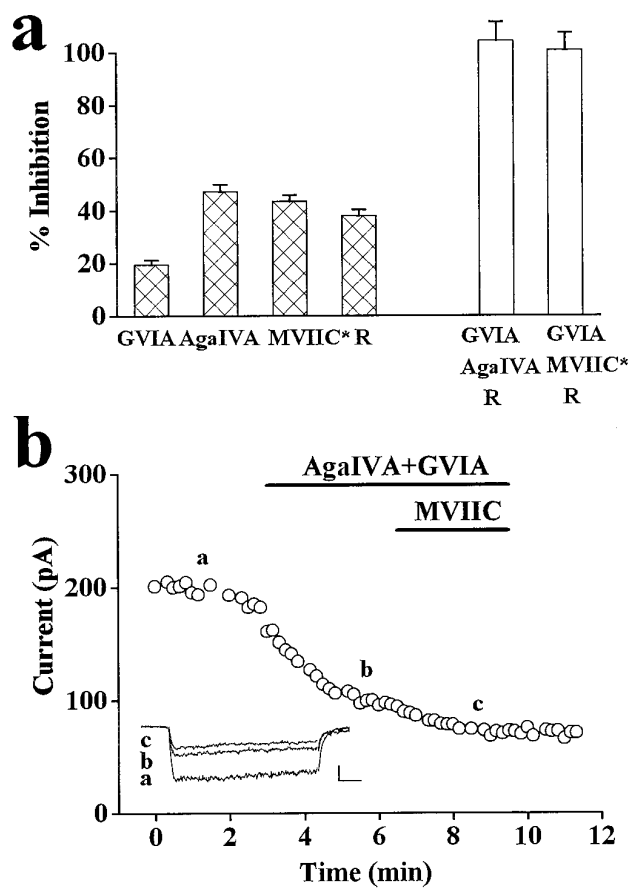 a
100
80
60
40
20
0
% Inhibition
GVIA AgaIVA MVIIC* R
GVIA GVIA
AgaIVA MVIIC*
R R
b
300
200
100
0
Current (pA)
AgaIVA+GVIA
MVIIC
a
b
c
c
b
a
0 2 4 6 8 10 12
Time (min)